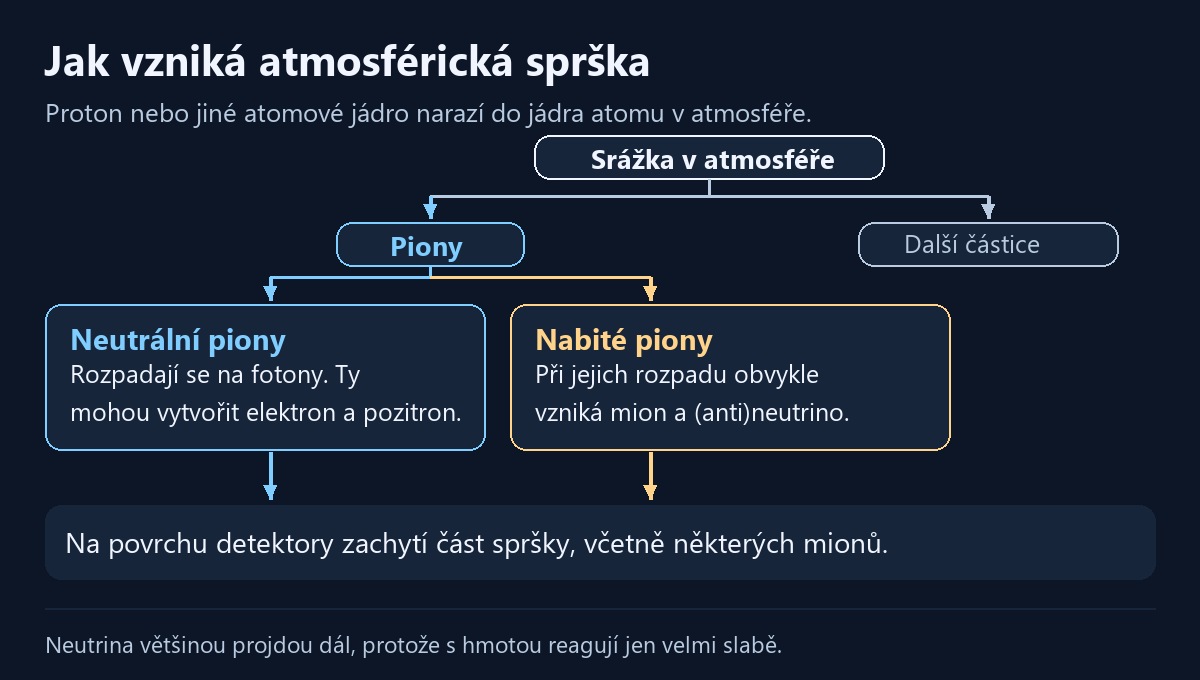 Jak vzniká atmosférická sprška
Proton nebo jiné atomové jádro narazí do jádra atomu v atmosféře.
Srážka v atmosféře
Piony
Další částice
Neutrální piony
Rozpadají se na fotony. Ty
mohou vytvořit elektron a pozitron.
Nabité piony
Při jejich rozpadu obvykle
vzniká mion a (anti)neutrino.
Na povrchu detektory zachytí část spršky, včetně některých mionů.
Neutrina většinou projdou dál, protože s hmotou reagují jen velmi slabě.